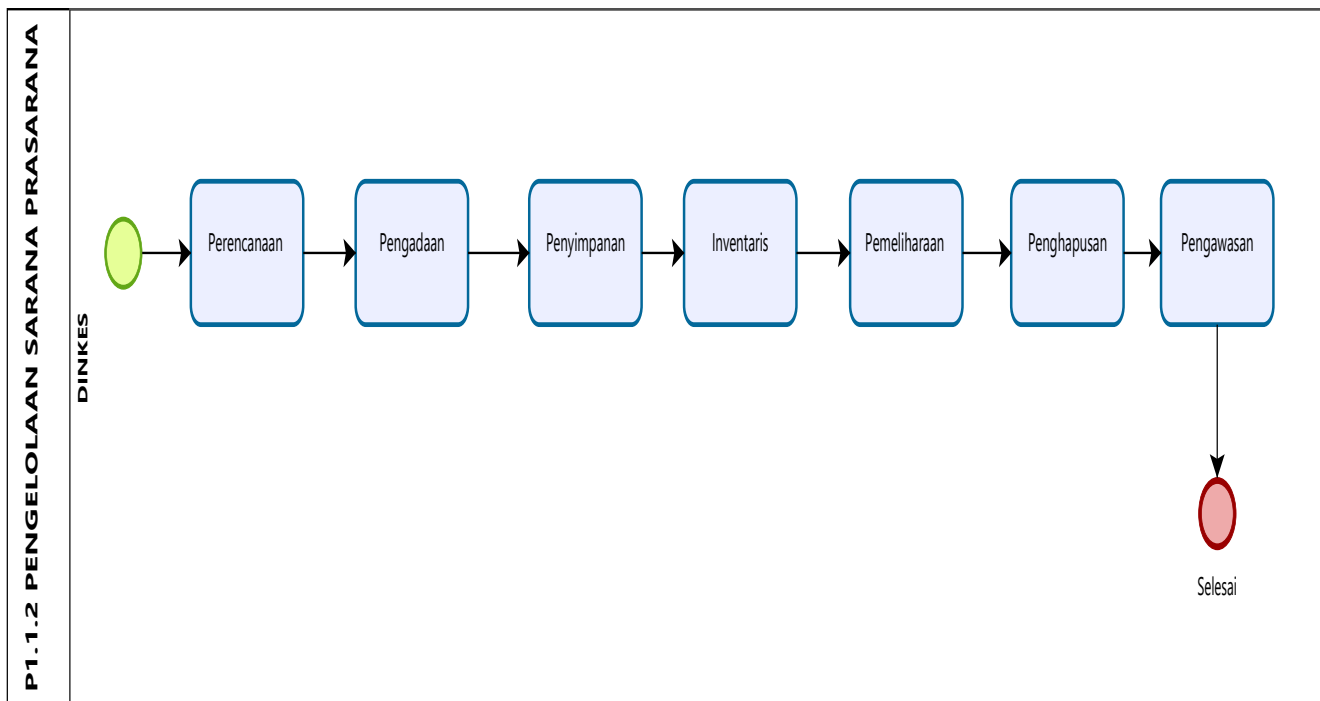 P1.1.2 PENGELOLAAN SARANA PRASARANA
DINKES
Perencanaan
Pengadaan
Penyimpanan
Inventaris
Pemeliharaan
Penghapusan
Pengawasan
Selesai